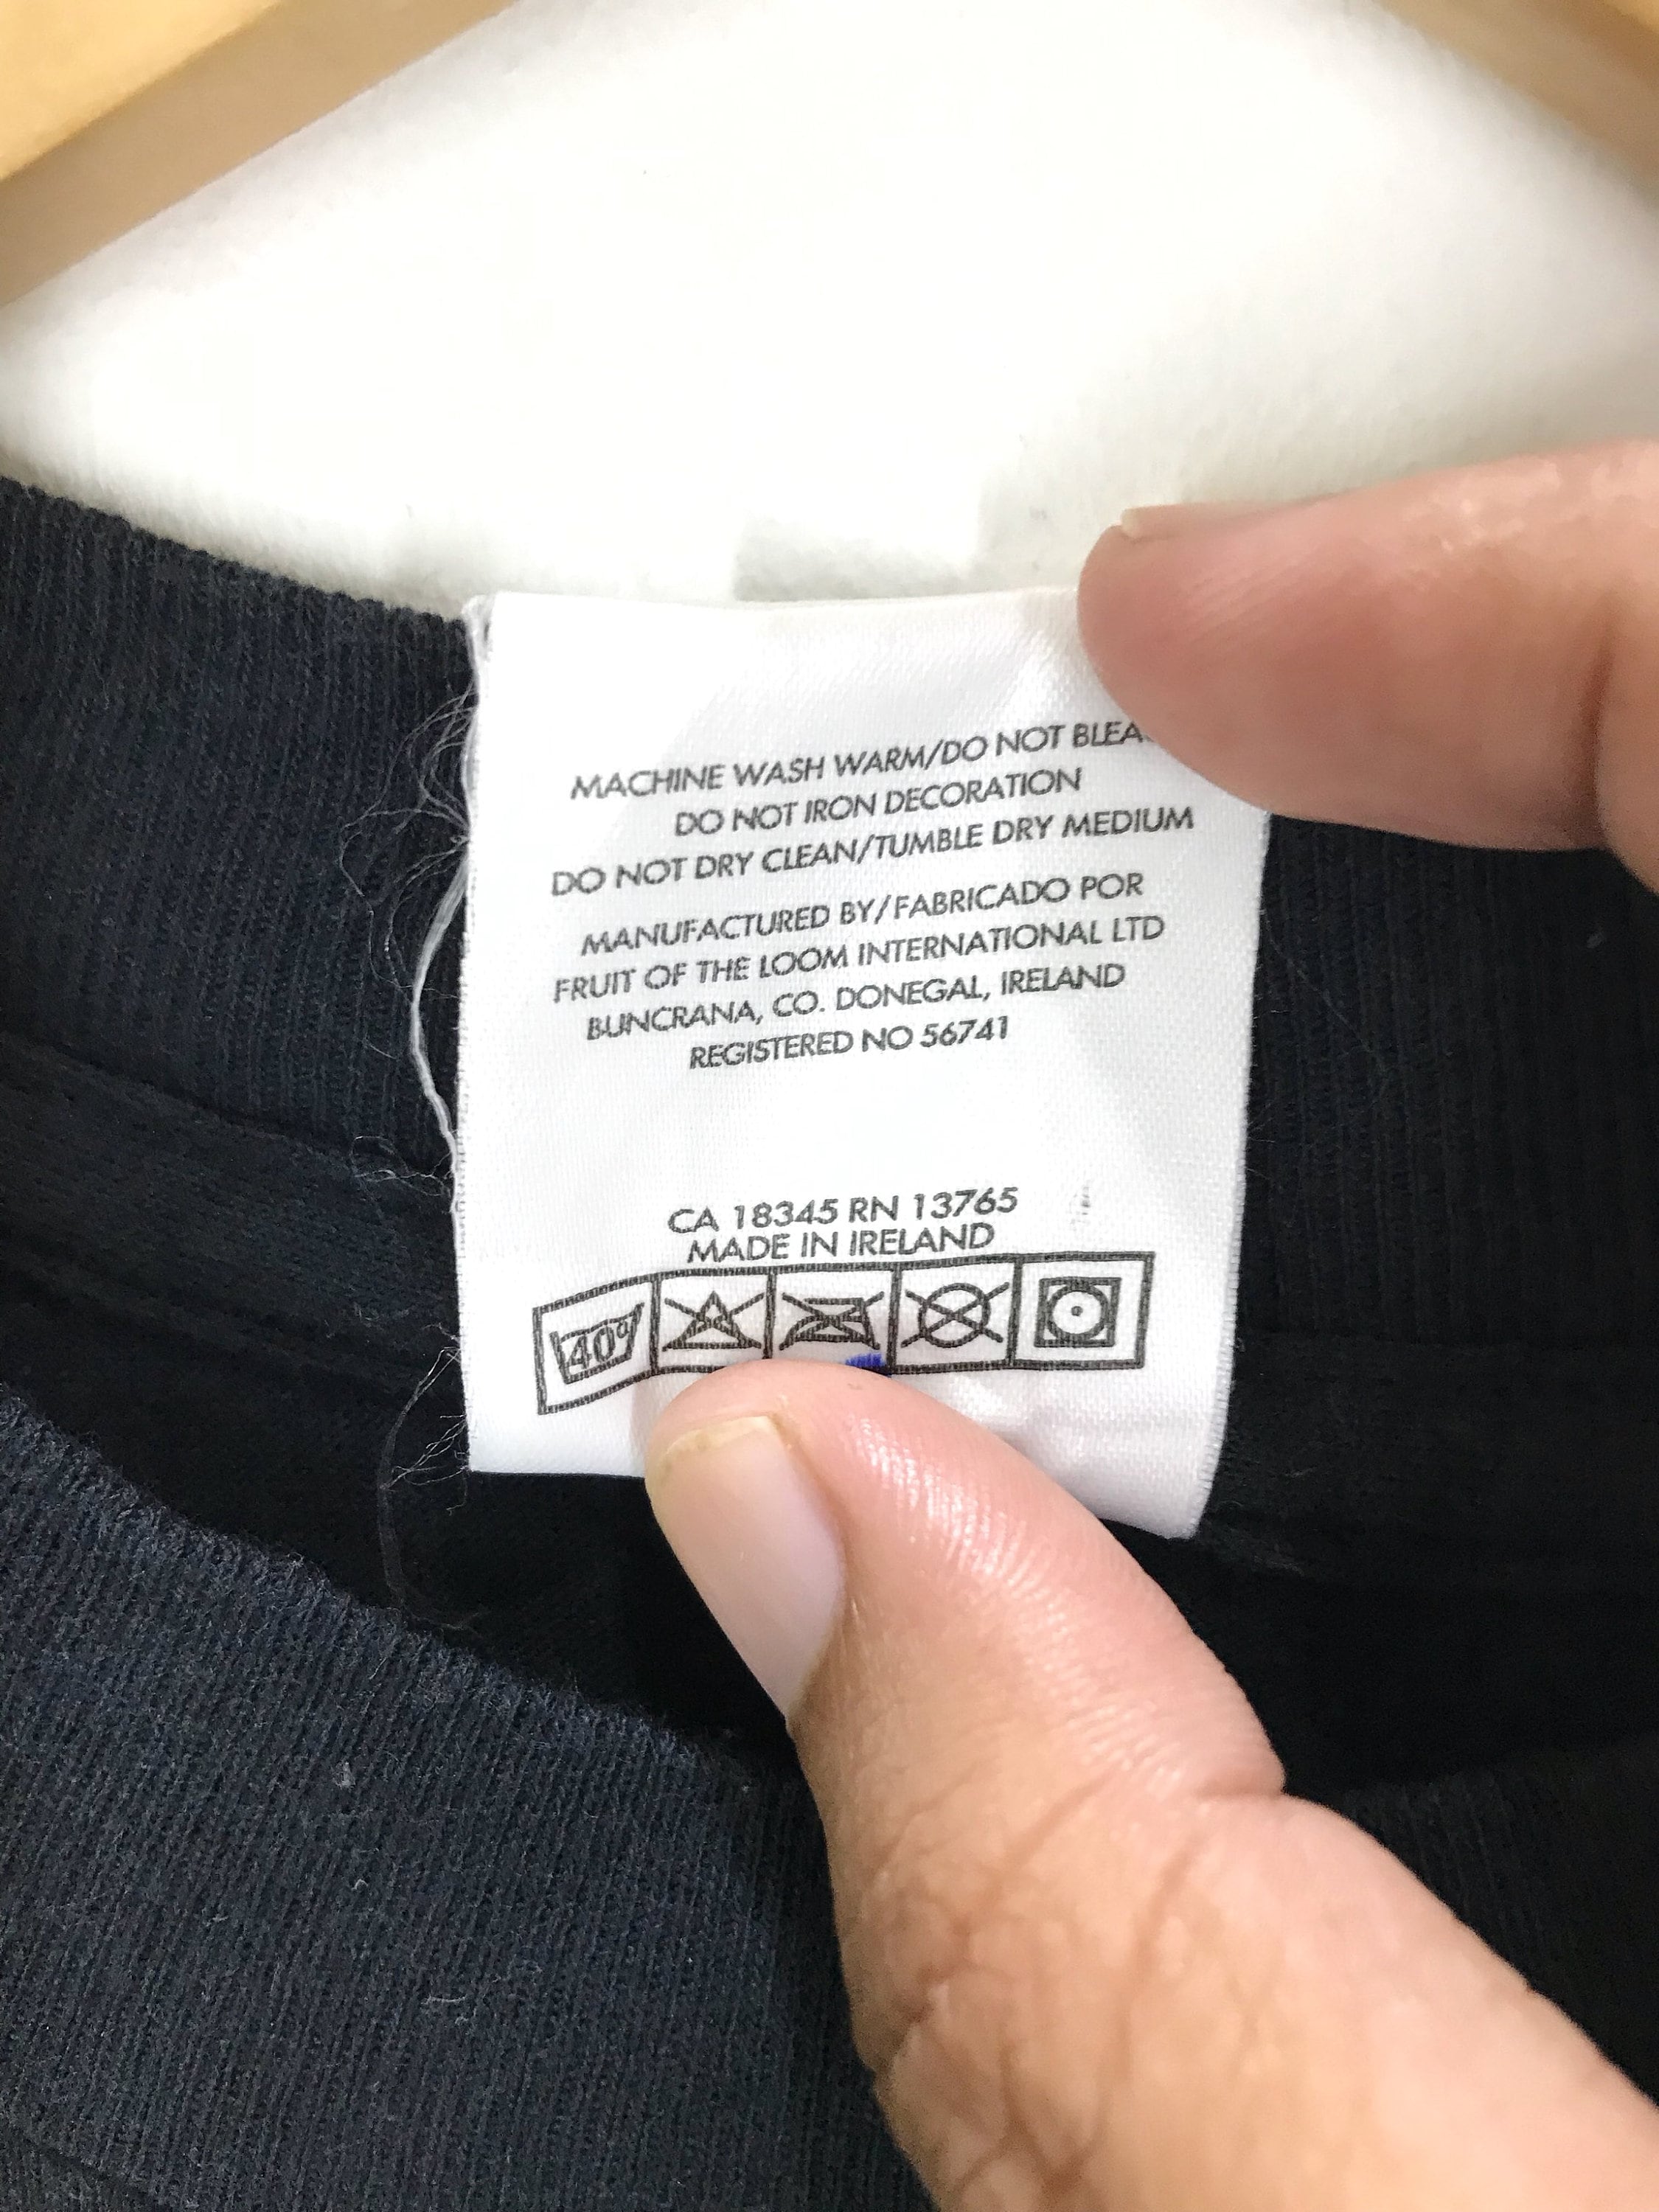 MACHINE WASH WARM/DO NOT BLEA
DO NOT IRON DECORATION
DO NOT DRY CLEAN/TUMBLE DRY MEDIUM
MANUFACTURED BY/FABRICADO POR
FRUIT OF THE LOOM INTERNATIONAL LTD
BUNCRANA, CO. DONEGAL, IRELAND
REGISTERED NO 56741
CA 18345 RN 13765
MADE IN IRELAND
40°